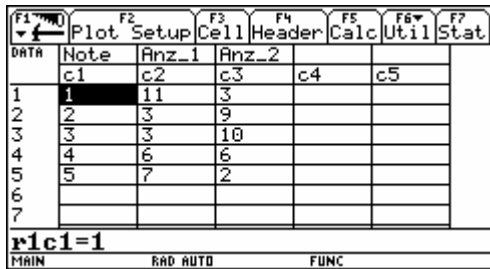 F1 F2 Plot Setup F3 Cell F4 Header F5 Calc F6 Util F7 Stat
DATA Note Anz_1 Anz_2
c1 c2 c3 c4 c5
1 1 11 3
2 2 3 9
3 3 3 10
4 4 6 6
5 5 7 2
6
7
r1c1=1
MAIN RAD AUTO FUNC